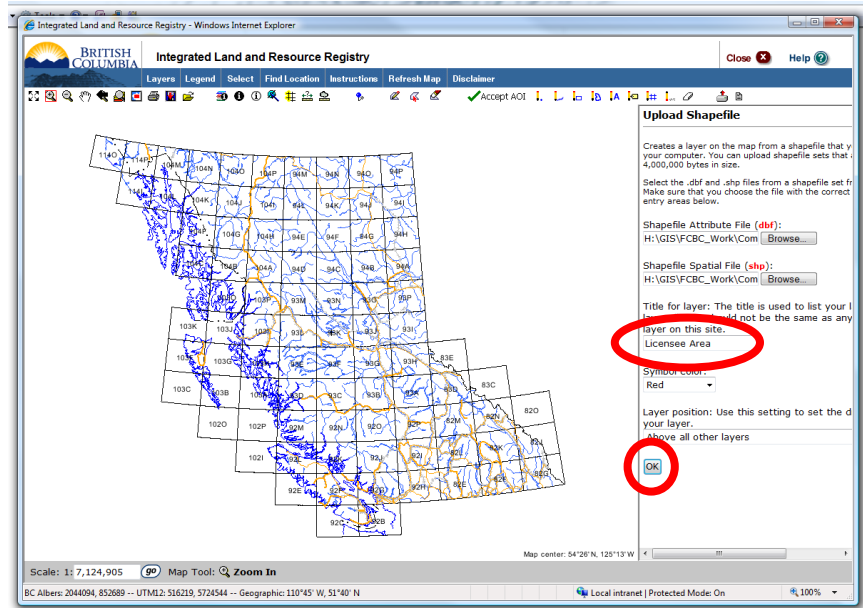 Integrated Land and Resource Registry - Windows Internet Explorer
BRITISH
COLUMBIA
Integrated Land and Resource Registry
Close
Help
Layers Legend Select Find Location Instructions Refresh Map Disclaimer
Accept AOI
Upload Shapefile
Creates a layer on the map from a shapefile that y
your computer. You can upload shapefile sets that
4,000,000 bytes in size.
Select the .dbf and .shp files from a shapefile set fr
Make sure that you choose the file with the correct
entry areas below.
Shapefile Attribute File (dbf):
H:\GIS\FCBC_Work\Com Browse...
Shapefile Spatial File (shp):
H:\GIS\FCBC_Work\Com Browse...
Title for layer: The title is used to list your l
not be the same as any
layer on this site.
Licensee Area
Symbol color:
Red
Layer position: Use this setting to set the d
your layer.
Above all other layers
OK
114O 114P 104M 104N 104O 104P 94M 94N 94O 94P
104K 104J 104I 94L 94K 94J 94I
104G 104H 94E 94F 94G 94H
104B 104A 94D 94C 94B 94A
103P 93M 93N 93O 93P
103K 103J 93L 93K 93J 93I
103G 93E 93F 93G 93H 83E
103C 103B 93D 93C 93B 93A 83D 83C
102O 102P 92M 92N 92O 92P 82M 82N 82O
102I 92L 92J 92I 82L 82K 82J
92E 92F 92G 92H 82E 82F 82G
92C 92B
Map center: 54°26' N, 125°13' W
Scale: 1: 7,124,905 go Map Tool: Zoom In
BC Albers: 2044094, 852689 -- UTM12: 516219, 5724544 -- Geographic: 110°45' W, 51°40' N
Local intranet | Protected Mode: On
100%